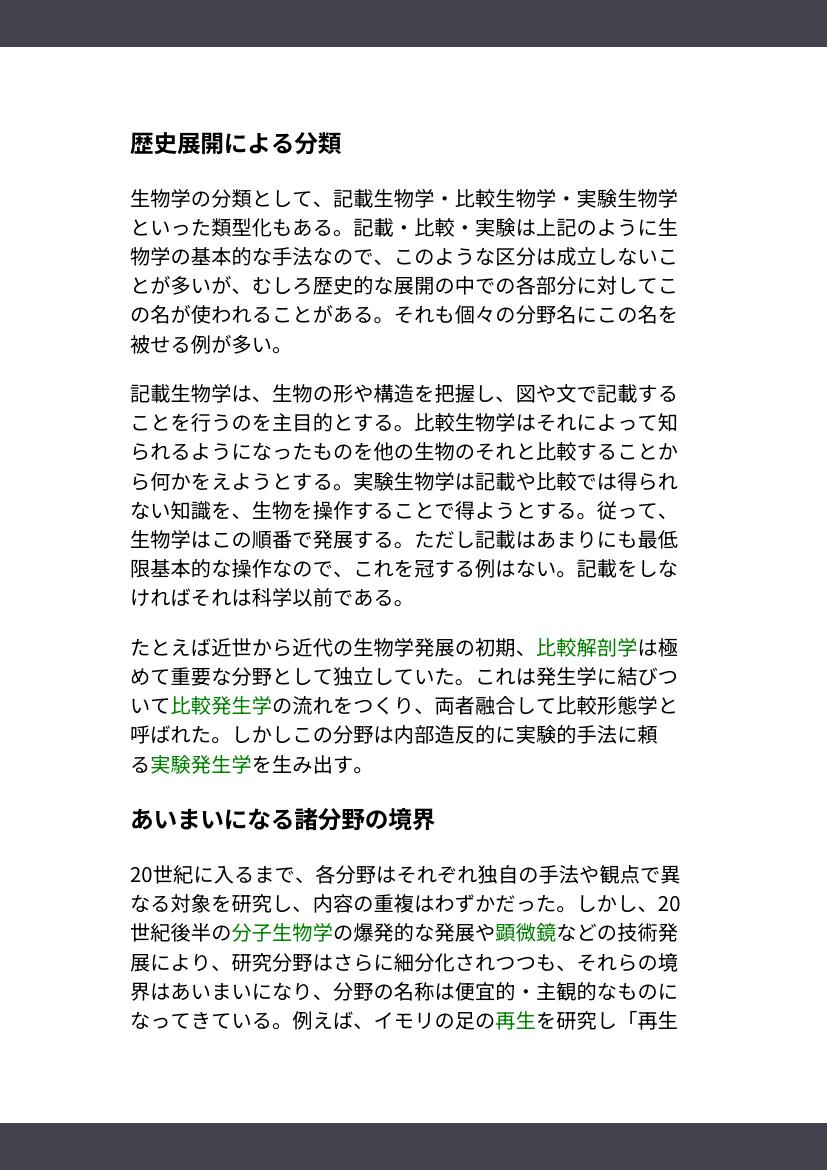 歴史展開による分類
生物学の分類として、記載生物学・比較生物学・実験生物学
といった類型化もある。記載・比較・実験は上記のように生
物学の基本的な手法なので、このような区分は成立しないこ
とが多いが、むしろ歴史的な展開の中での各部分に対してこ
の名が使われることがある。それも個々の分野名にこの名を
被せる例が多い。
記載生物学は、生物の形や構造を把握し、図や文で記載する
ことを行うのを主目的とする。比較生物学はそれによって知
られるようになったものを他の生物のそれと比較することか
ら何かをえようとする。実験生物学は記載や比較では得られ
ない知識を、生物を操作することで得ようとする。従って、
生物学はこの順番で発展する。ただし記載はあまりにも最低
限基本的な操作なので、これを冠する例はない。記載をしな
ければそれは科学以前である。
たとえば近世から近代の生物学発展の初期、比較解剖学は極
めて重要な分野として独立していた。これは発生学に結びつ
いて比較発生学の流れをつくり、両者融合して比較形態学と
呼ばれた。しかしこの分野は内部造反的に実験的手法に頼
る実験発生学を生み出す。
あいまいになる諸分野の境界
20世紀に入るまで、各分野はそれぞれ独自の手法や観点で異
なる対象を研究し、内容の重複はわずかだった。しかし、20
世紀後半の分子生物学の爆発的な発展や顕微鏡などの技術発
展により、研究分野はさらに細分化されつつも、それらの境
界はあいまいになり、分野の名称は便宜的・主観的なものに
なってきている。例えば、イモリの足の再生を研究し「再生